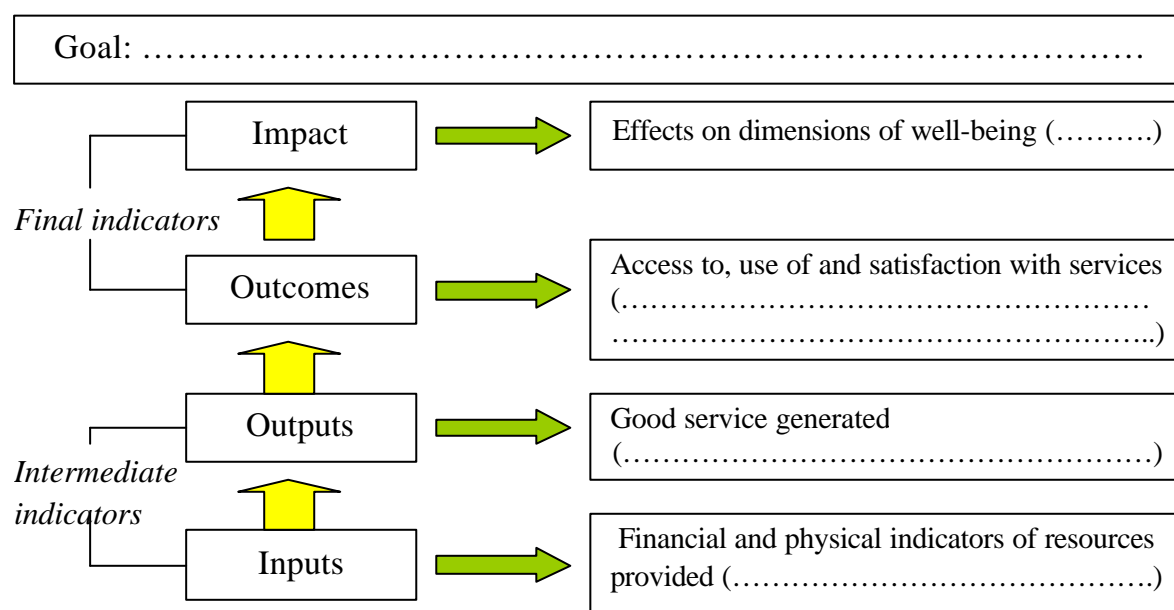 Goal: ……………………………………………………………………………………
Impact
Effects on dimensions of well-being (……….)
Final indicators
Outcomes
Access to, use of and satisfaction with services
(……………………………………………
……………………………………………..)
Outputs
Good service generated
(……………………………………………)
Intermediate
indicators
Inputs
Financial and physical indicators of resources
provided (………………………………….)